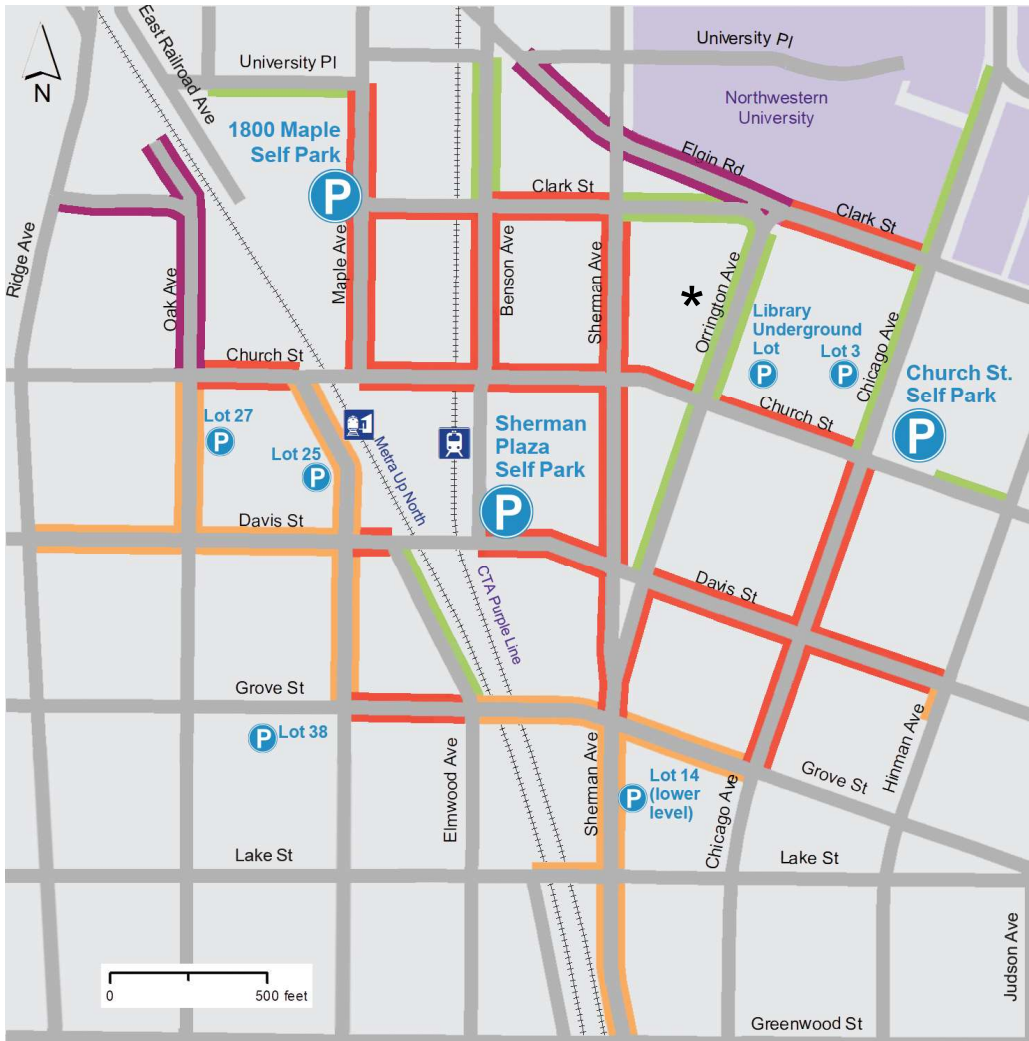 East Railroad Ave
University Pl
University Pl
N
Northwestern
University
1800 Maple
Self Park
P
Elgin Rd
Clark St
Clark St
Ridge Ave
Oak Ave
Maple Ave
Benson Ave
Sherman Ave
*
Orrington Ave
Library
Underground
Lot
P
Lot 3
P
Chicago Ave
Church St
Church St
Church St.
Self Park
P
Lot 27
P
Lot 25
P
Metra Up North
Sherman
Plaza
Self Park
P
Davis St
CTA Purple Line
Davis St
Grove St
Lot 38
P
Elmwood Ave
Sherman Ave
Lot 14
(lower
level)
P
Chicago Ave
Grove St
Hinman Ave
Lake St
Lake St
Judson Ave
0
500 feet
Greenwood St